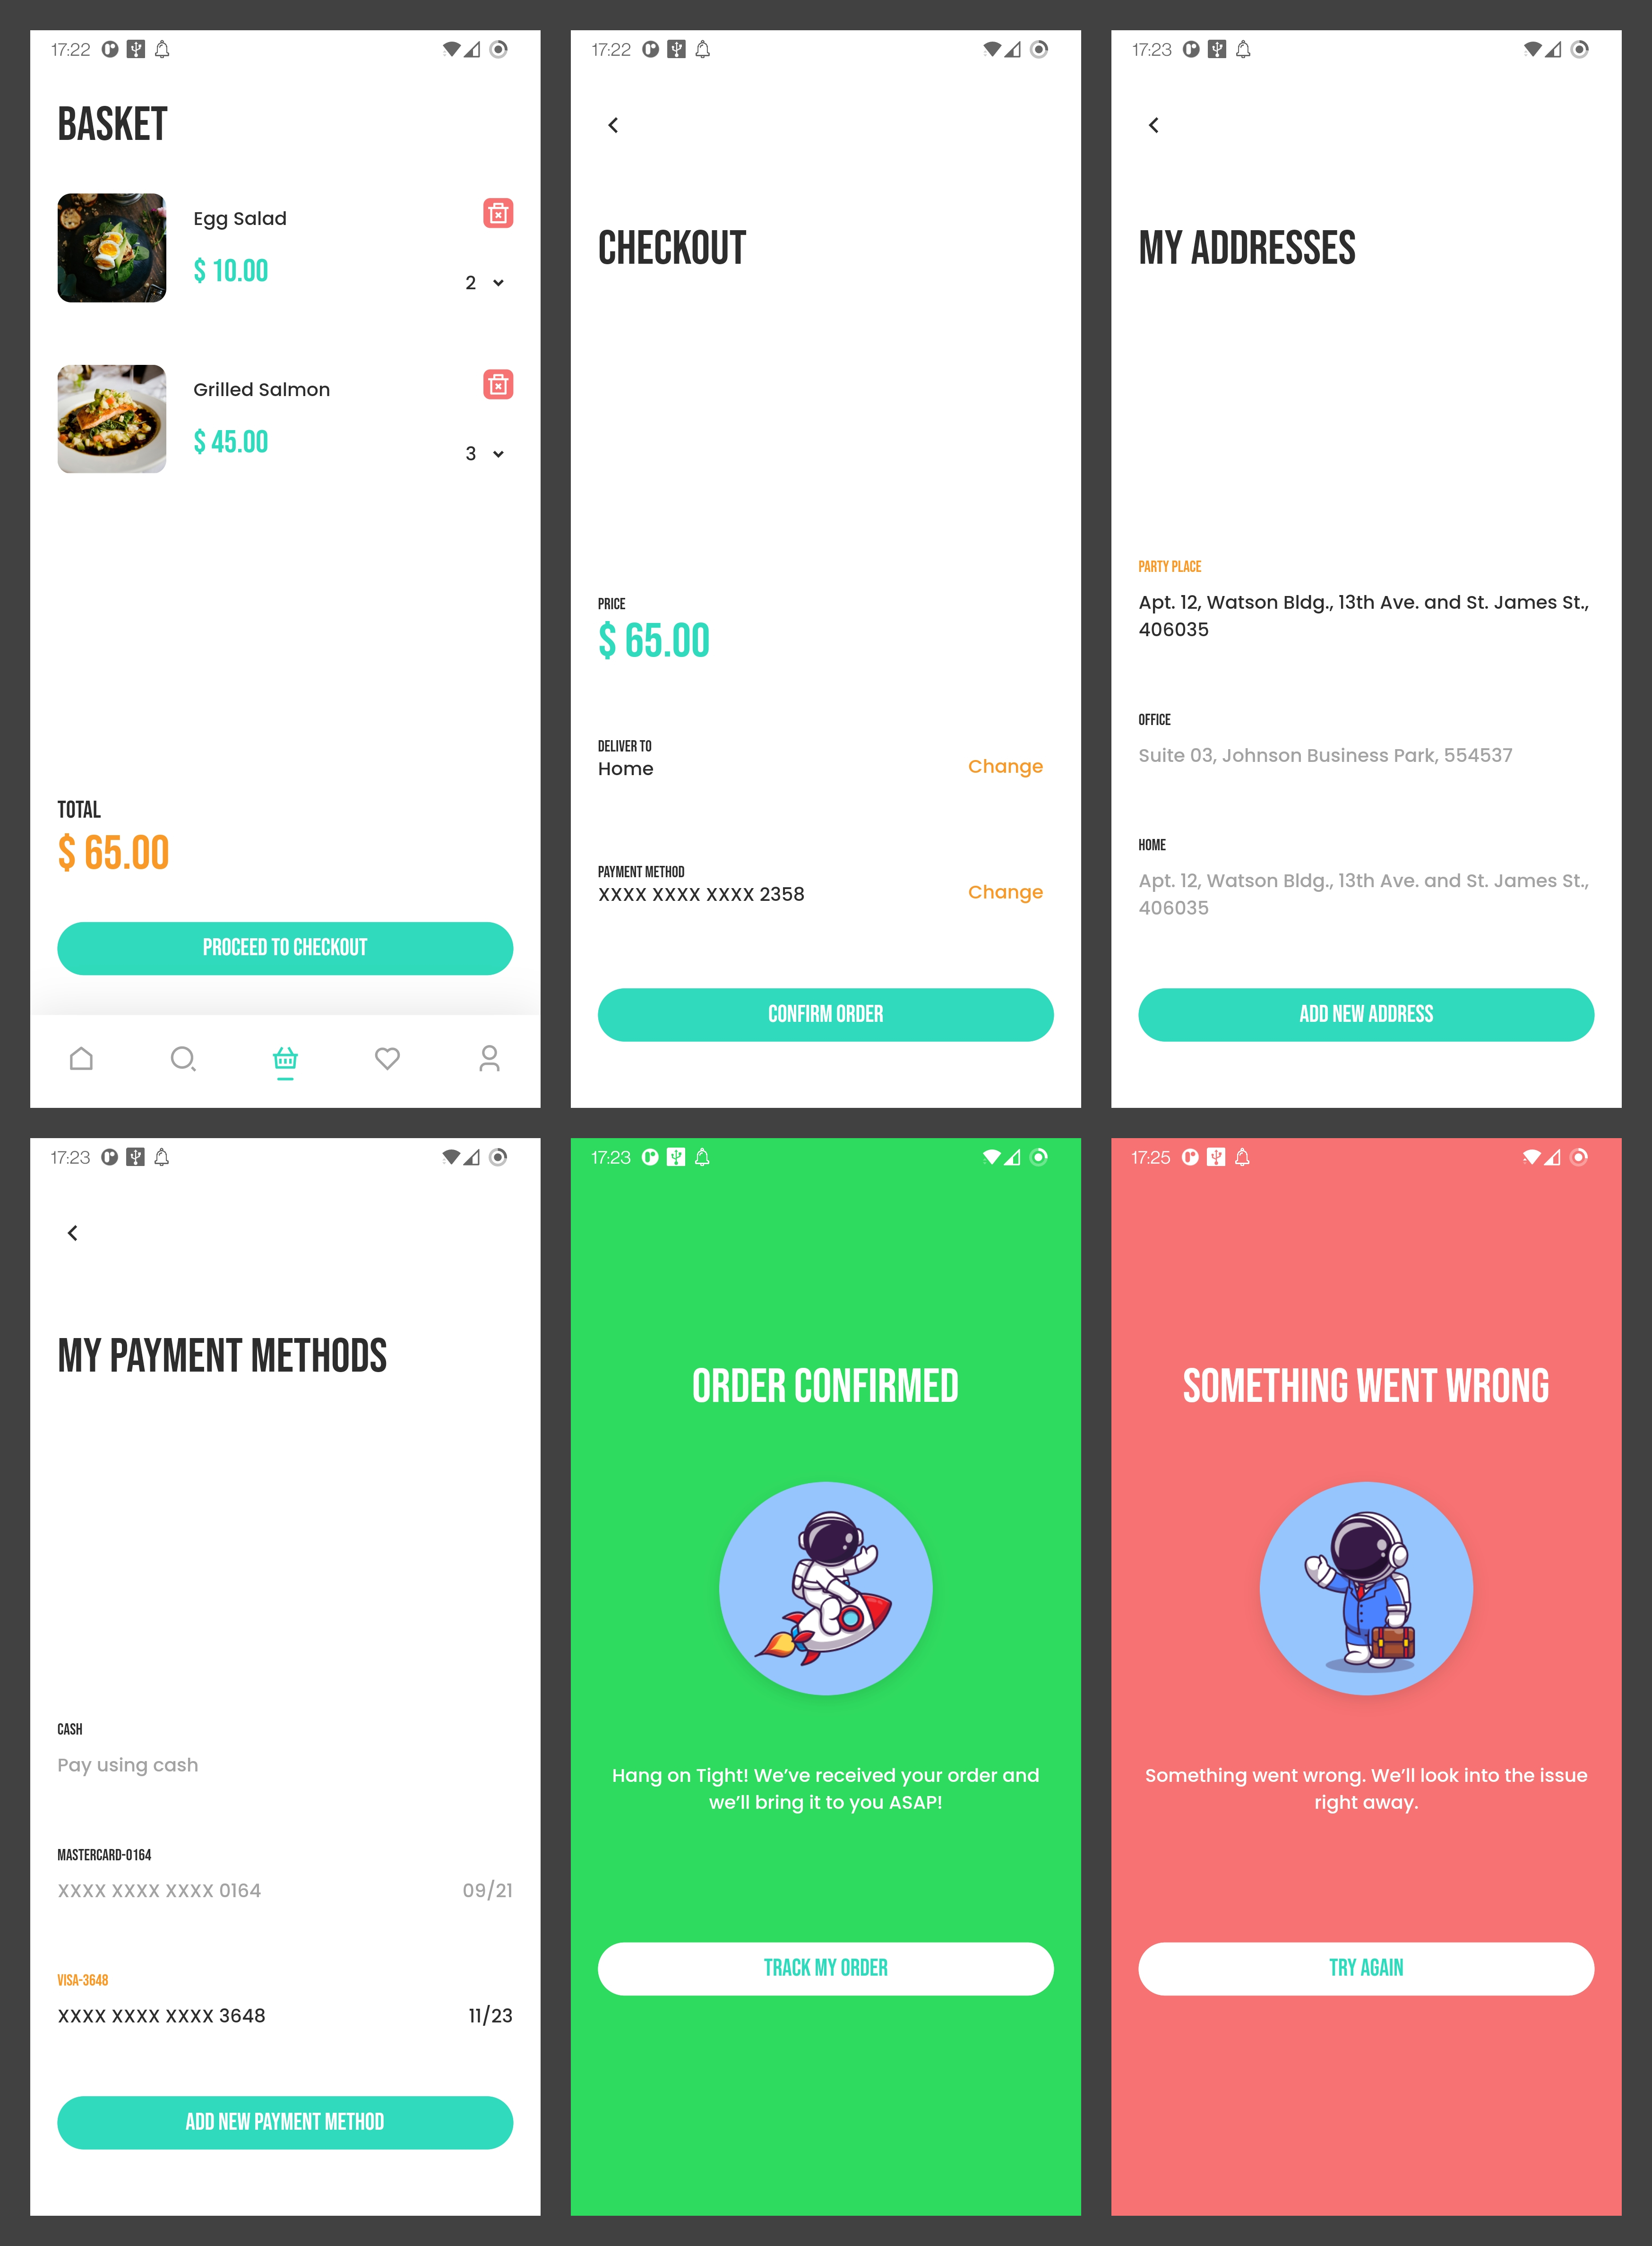 17:22
BASKET
Egg Salad
$ 10.00
2
Grilled Salmon
$ 45.00
3
TOTAL
$ 65.00
PROCEED TO CHECKOUT
17:22
CHECKOUT
PRICE
$ 65.00
DELIVER TO
Home
Change
PAYMENT METHOD
XXXX XXXX XXXX 2358
Change
CONFIRM ORDER
17:23
MY ADDRESSES
PARTY PLACE
Apt. 12, Watson Bldg., 13th Ave. and St. James St.,
406035
OFFICE
Suite 03, Johnson Business Park, 554537
HOME
Apt. 12, Watson Bldg., 13th Ave. and St. James St.,
406035
ADD NEW ADDRESS
17:23
MY PAYMENT METHODS
CASH
Pay using cash
MASTERCARD-0164
XXXX XXXX XXXX 0164 09/21
VISA-3648
XXXX XXXX XXXX 3648 11/23
ADD NEW PAYMENT METHOD
17:23
ORDER CONFIRMED
Hang on Tight! We’ve received your order and
we’ll bring it to you ASAP!
TRACK MY ORDER
17:25
SOMETHING WENT WRONG
Something went wrong. We’ll look into the issue
right away.
TRY AGAIN